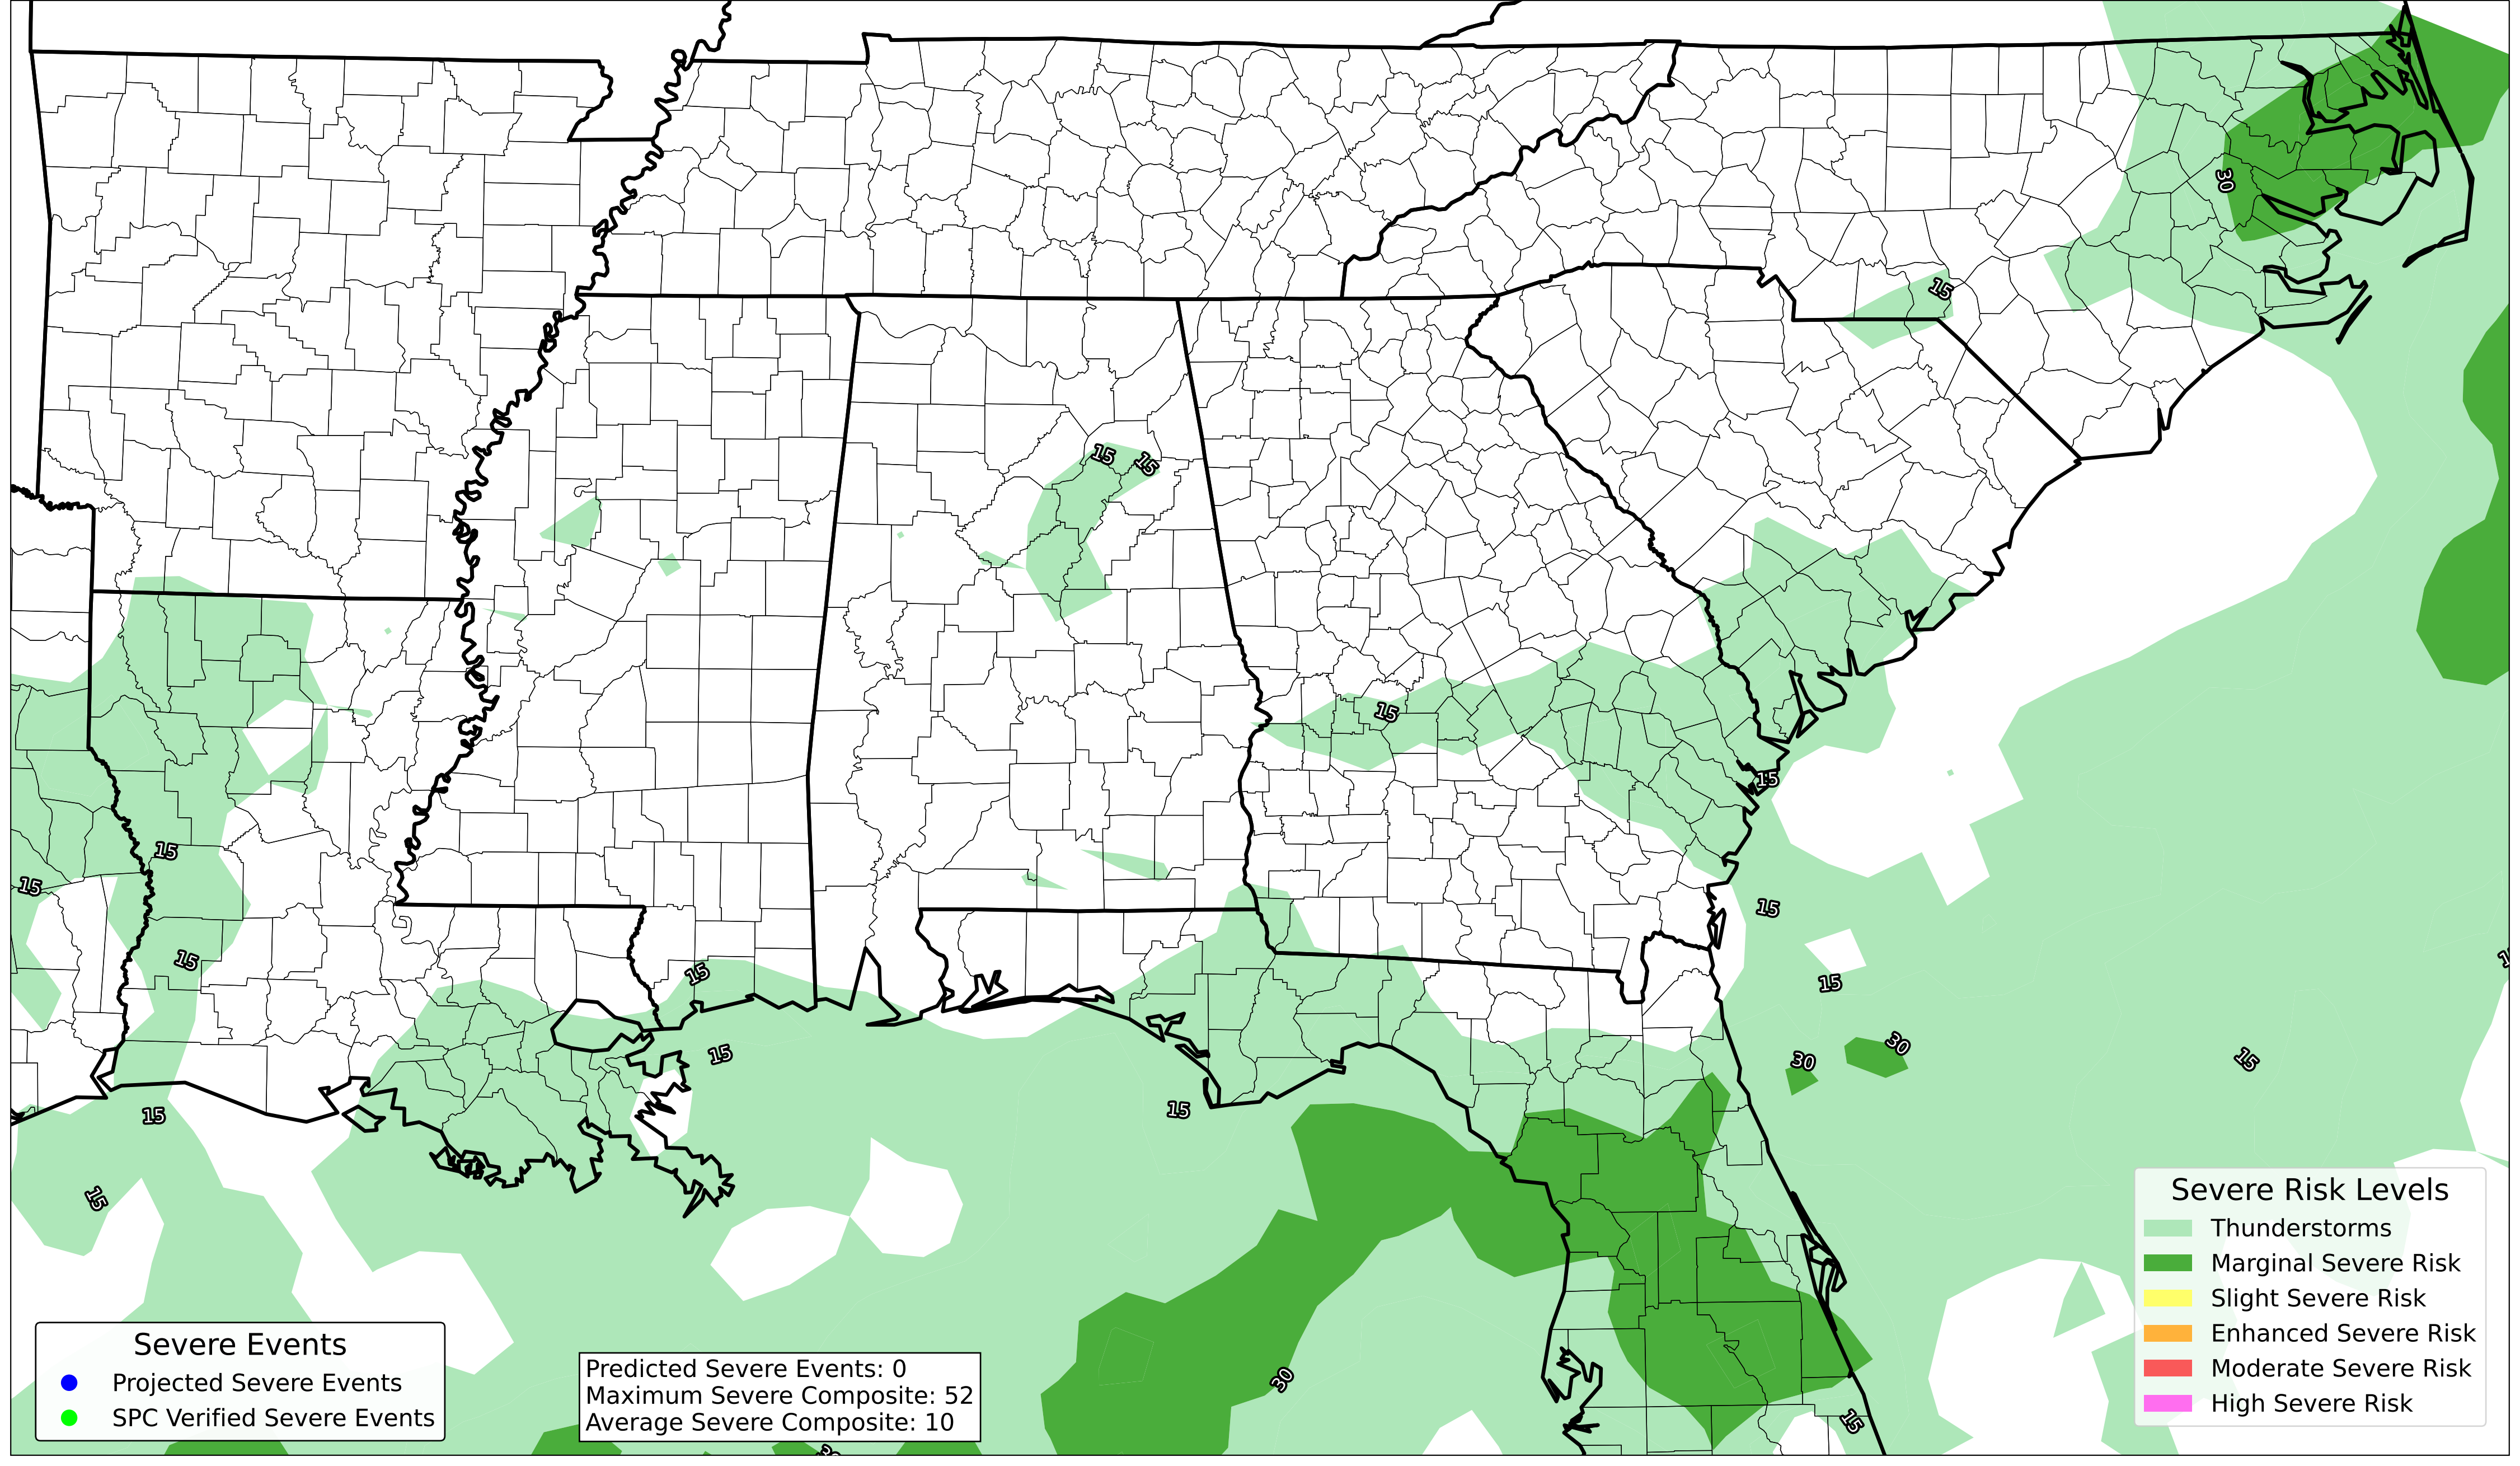 30
15
15
15
15
15
15
15
15
15
15
15
15
30
30
15
15
15
15
30
15
Severe Risk Levels
Thunderstorms
Marginal Severe Risk
Slight Severe Risk
Enhanced Severe Risk
Moderate Severe Risk
High Severe Risk
Severe Events
Projected Severe Events
SPC Verified Severe Events
Predicted Severe Events: 0
Maximum Severe Composite: 52
Average Severe Composite: 10